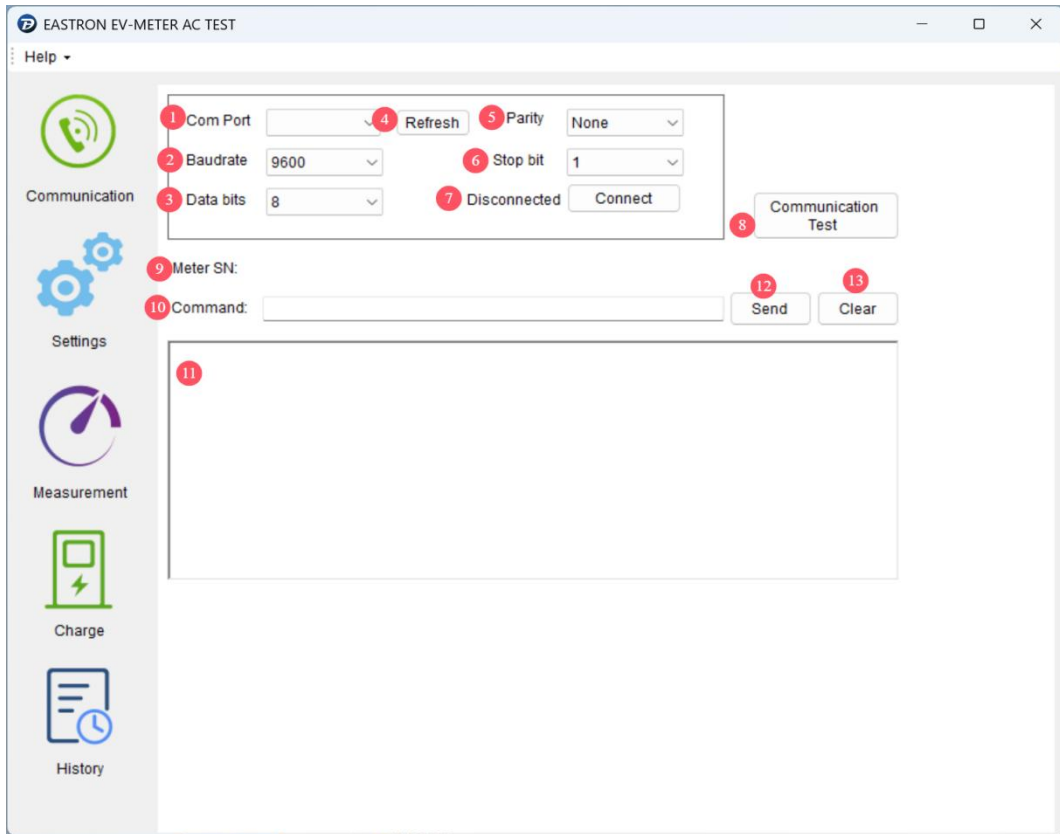 EASTRON EV-METER AC TEST
Help
1 Com Port 4 Refresh 5 Parity None
2 Baudrate 9600 6 Stop bit 1
Communication 3 Data bits 8 7 Disconnected Connect
8 Communication Test
9 Meter SN:
10 Command: 12 Send 13 Clear
Settings
11
Measurement
Charge
History